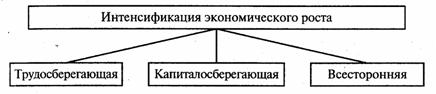 Интенсификация экономического роста
Трудосберегающая
Капиталосберегающая
Всесторонняя